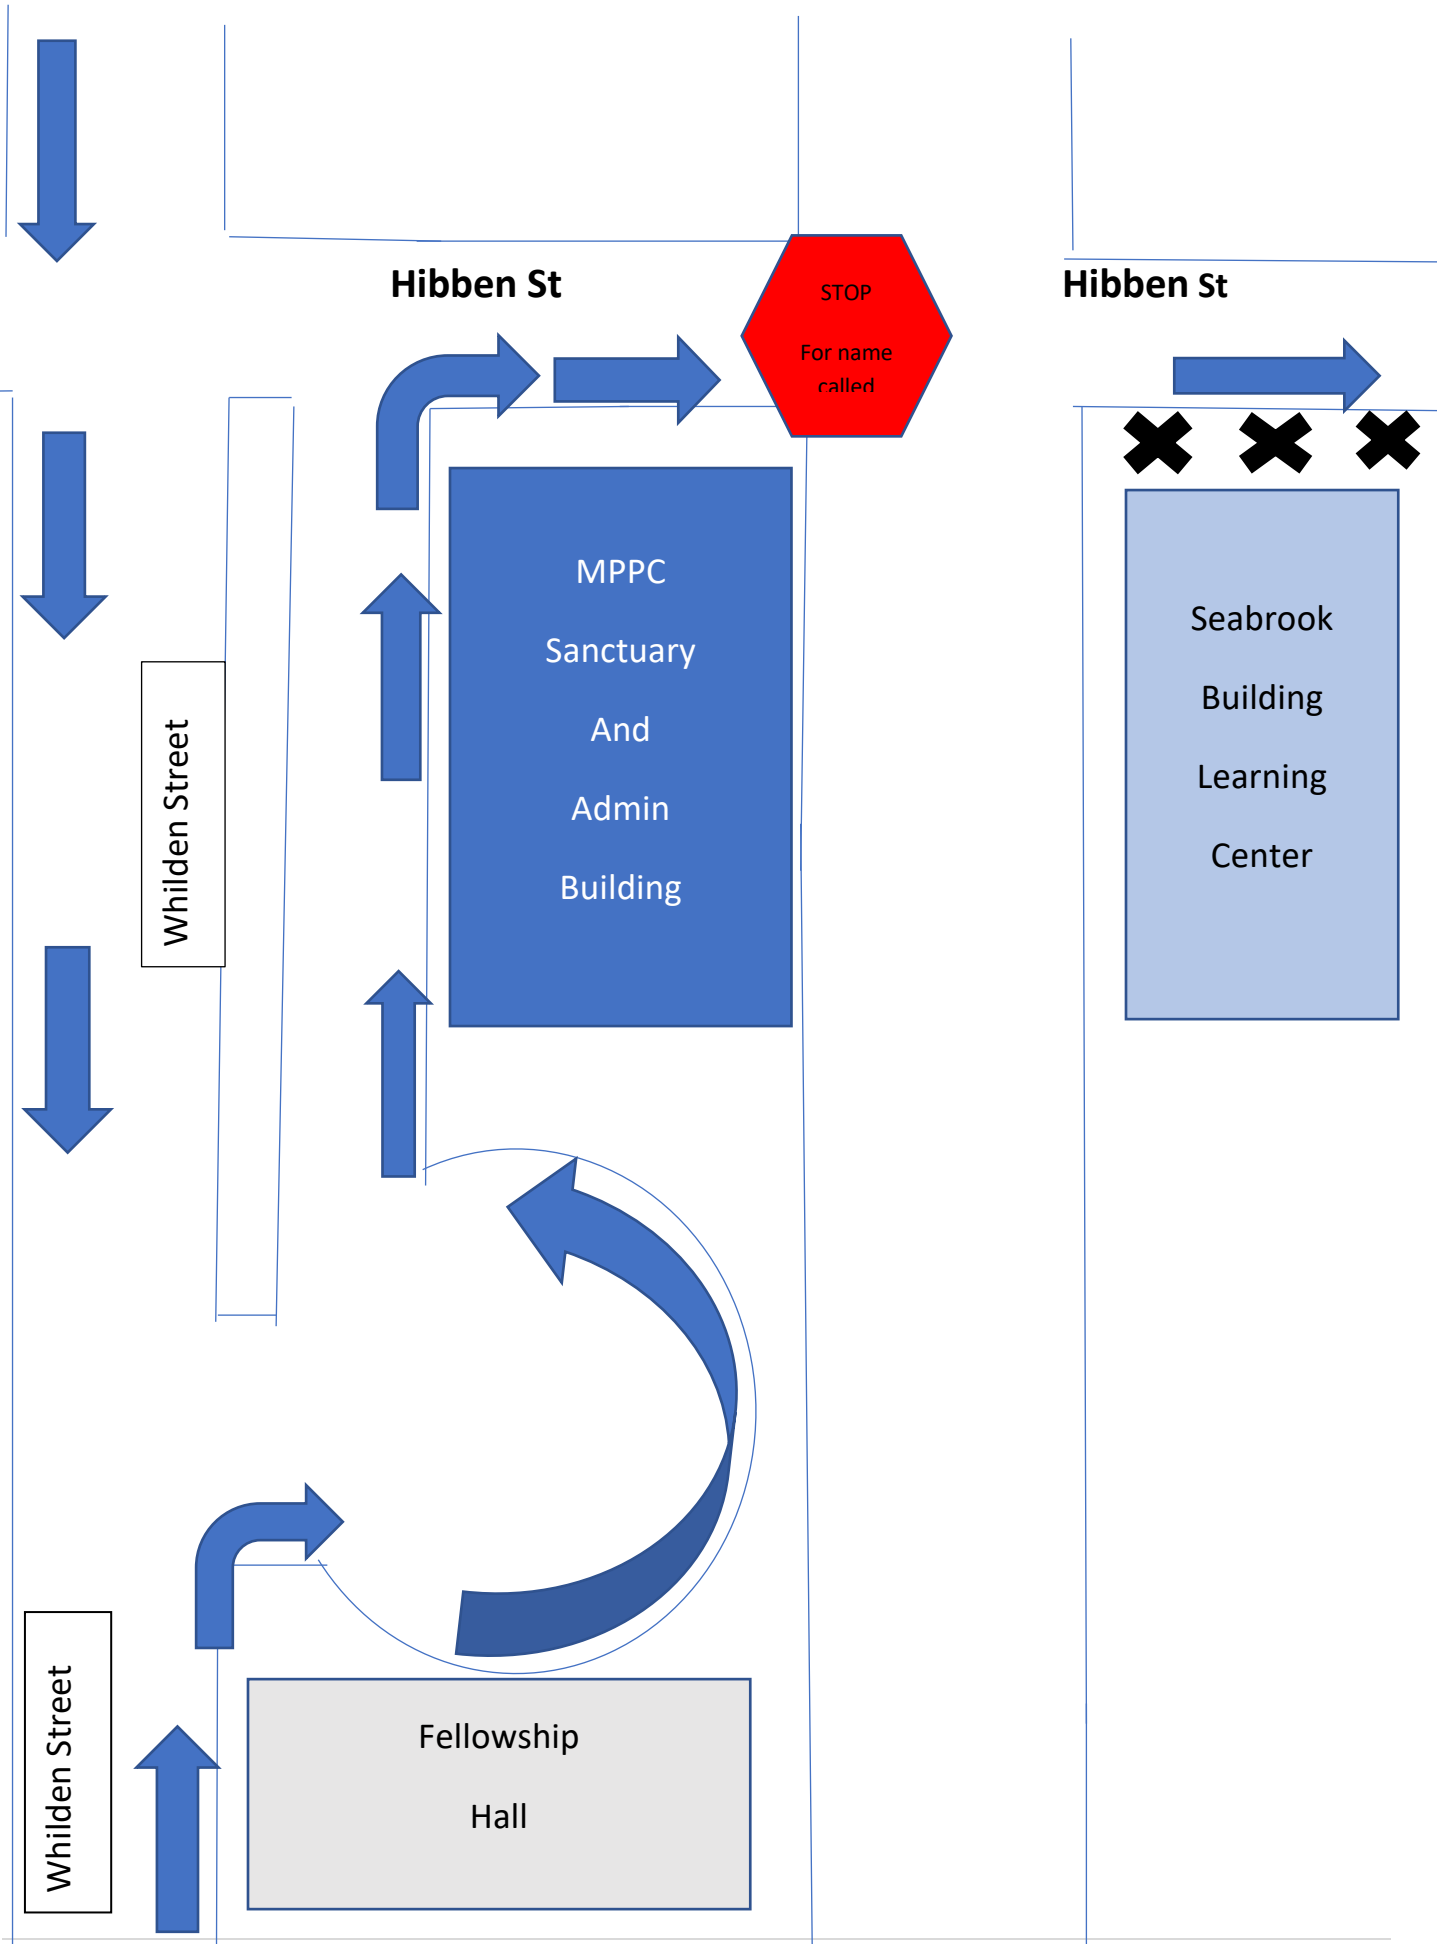 Hibben St
STOP
For name
called
Hibben St
MPPC
Sanctuary
And
Admin
Building
Seabrook
Building
Learning
Center
Whilden Street
Whilden Street
Fellowship
Hall